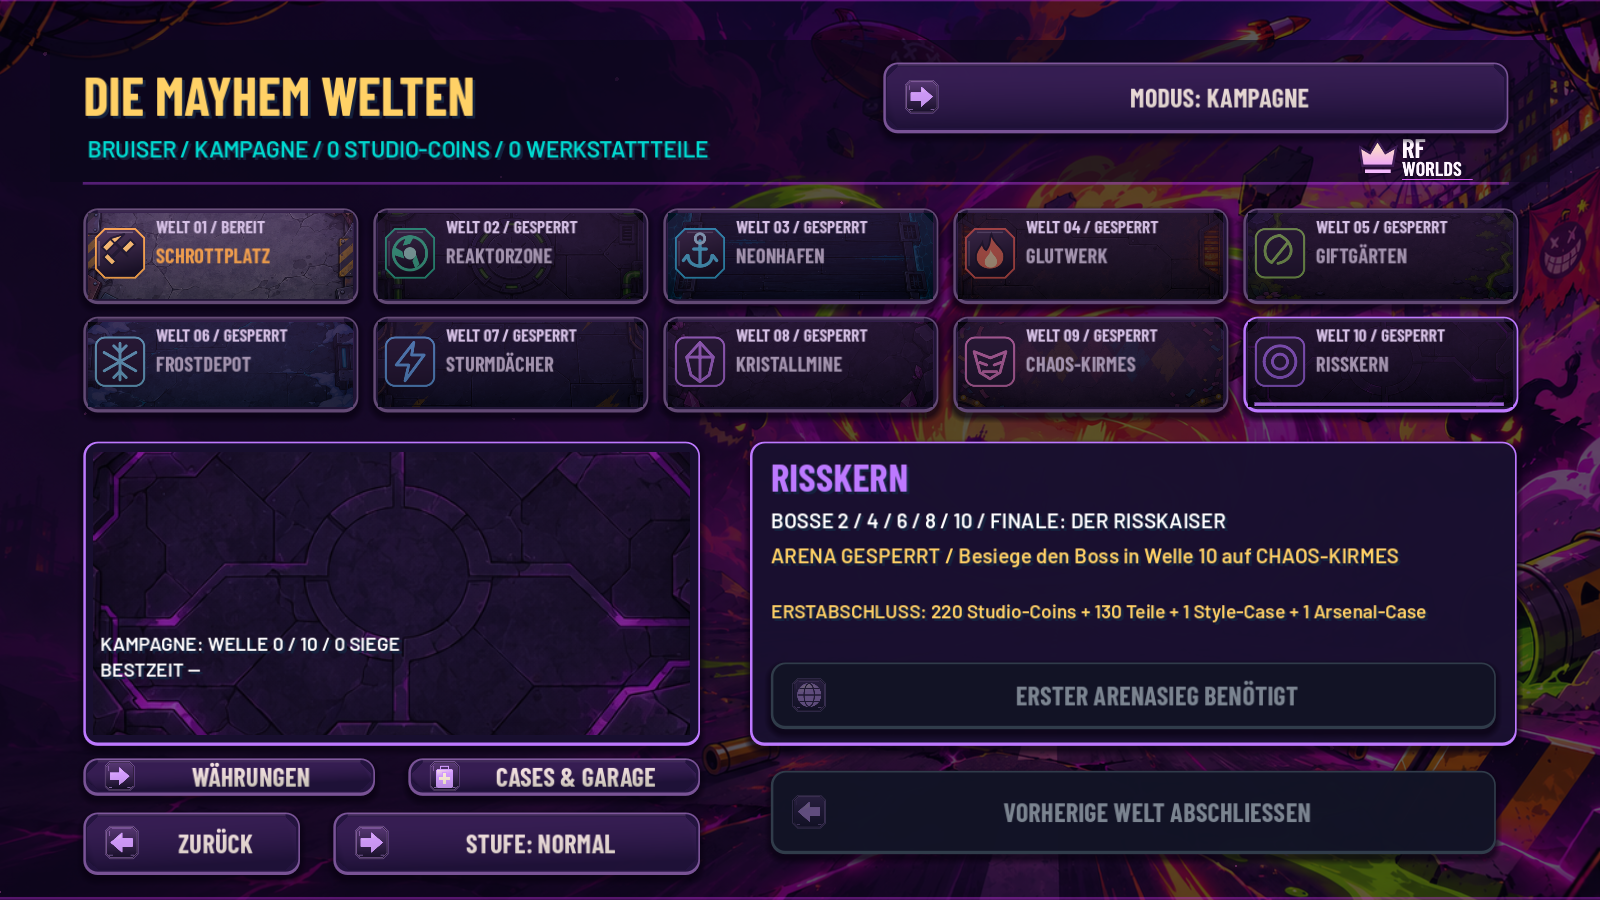 DIE MAYHEM WELTEN
MODUS: KAMPAGNE
BRUISER / KAMPAGNE / 0 STUDIO-COINS / 0 WERKSTATTTEILE
RF
WORLDS
WELT 01 / BEREIT
SCHROTTPLATZ
WELT 02 / GESPERRT
REAKTORZONE
WELT 03 / GESPERRT
NEONHAFEN
WELT 04 / GESPERRT
GLUTWERK
WELT 05 / GESPERRT
GIFTGÄRTEN
WELT 06 / GESPERRT
FROSTDEPOT
WELT 07 / GESPERRT
STURMDÄCHER
WELT 08 / GESPERRT
KRISTALLMINE
WELT 09 / GESPERRT
CHAOS-KIRMES
WELT 10 / GESPERRT
RISSKERN
KAMPAGNE: WELLE 0 / 10 / 0 SIEGE
BESTZEIT —
RISSKERN
BOSSE 2 / 4 / 6 / 8 / 10 / FINALE: DER RISSKAISER
ARENA GESPERRT / Besiege den Boss in Welle 10 auf CHAOS-KIRMES
ERSTABSCHLUSS: 220 Studio-Coins + 130 Teile + 1 Style-Case + 1 Arsenal-Case
ERSTER ARENASIEG BENÖTIGT
WÄHRUNGEN
CASES & GARAGE
ZURÜCK
STUFE: NORMAL
VORHERIGE WELT ABSCHLIESSEN